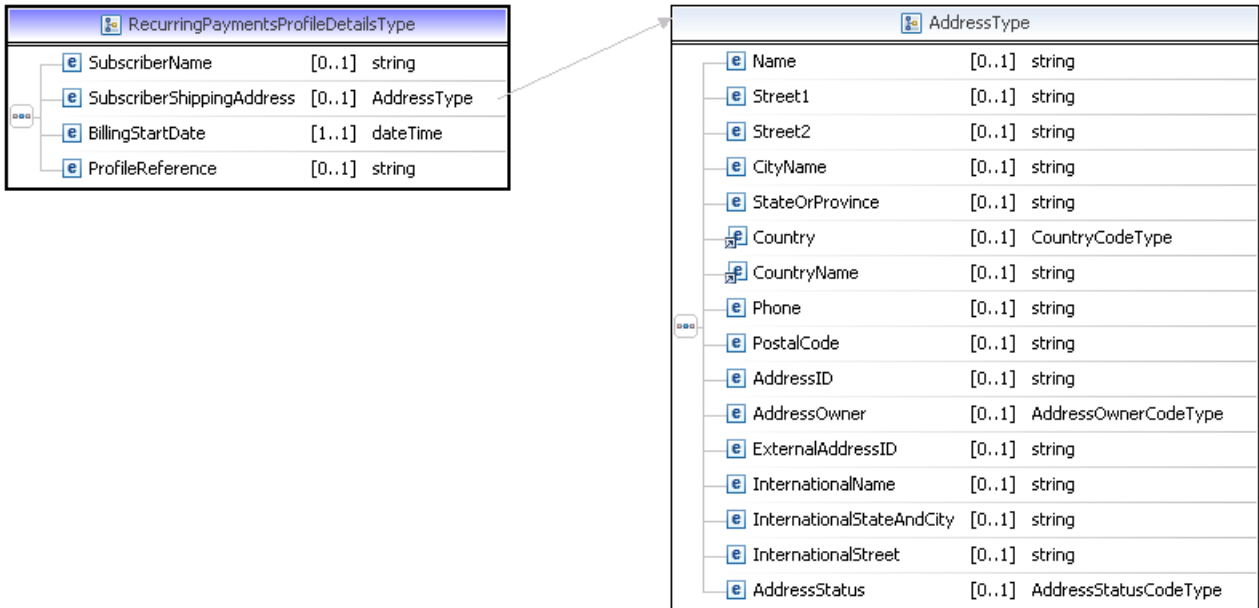 RecurringPaymentsProfileDetailsType
SubscriberName [0..1] string
SubscriberShippingAddress [0..1] AddressType
BillingStartDate [1..1] dateTime
ProfileReference [0..1] string
AddressType
Name [0..1] string
Street1 [0..1] string
Street2 [0..1] string
CityName [0..1] string
StateOrProvince [0..1] string
Country [0..1] CountryCodeType
CountryName [0..1] string
Phone [0..1] string
PostalCode [0..1] string
AddressID [0..1] string
AddressOwner [0..1] AddressOwnerCodeType
ExternalAddressID [0..1] string
InternationalName [0..1] string
InternationalStateAndCity [0..1] string
InternationalStreet [0..1] string
AddressStatus [0..1] AddressStatusCodeType